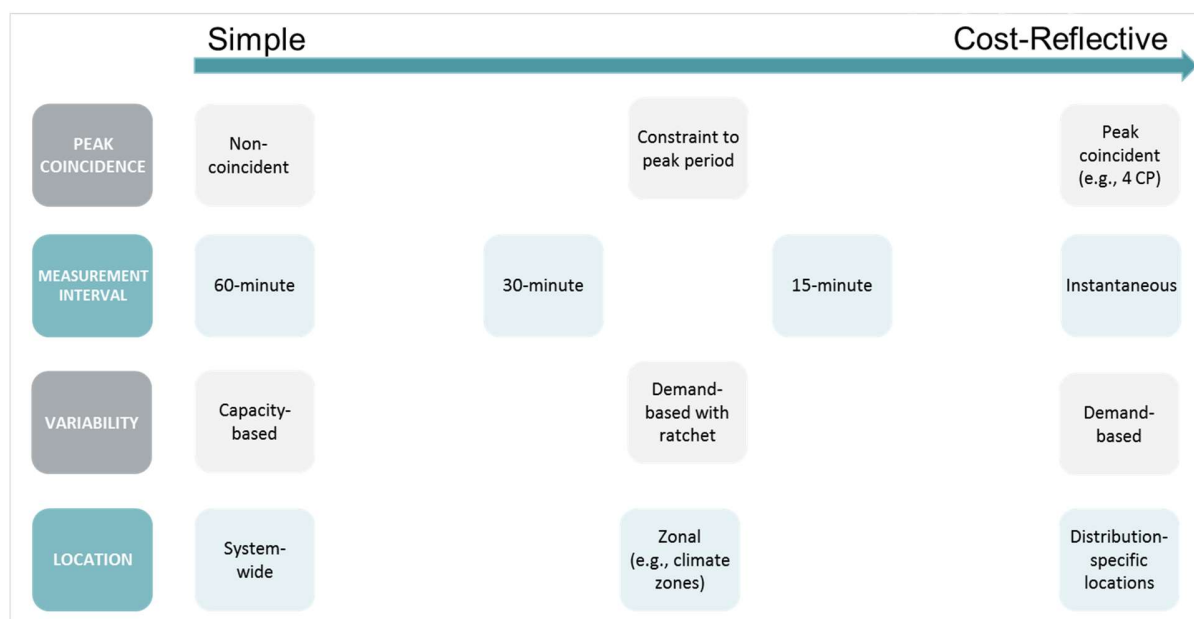 Simple
Cost-Reflective
PEAK
COINCIDENCE
Non-
coincident
Constraint to
peak period
Peak
coincident
(e.g., 4 CP)
MEASUREMENT
INTERVAL
60-minute
30-minute
15-minute
Instantaneous
VARIABILITY
Capacity-
based
Demand-
based with
ratchet
Demand-
based
LOCATION
System-
wide
Zonal
(e.g., climate
zones)
Distribution-
specific
locations